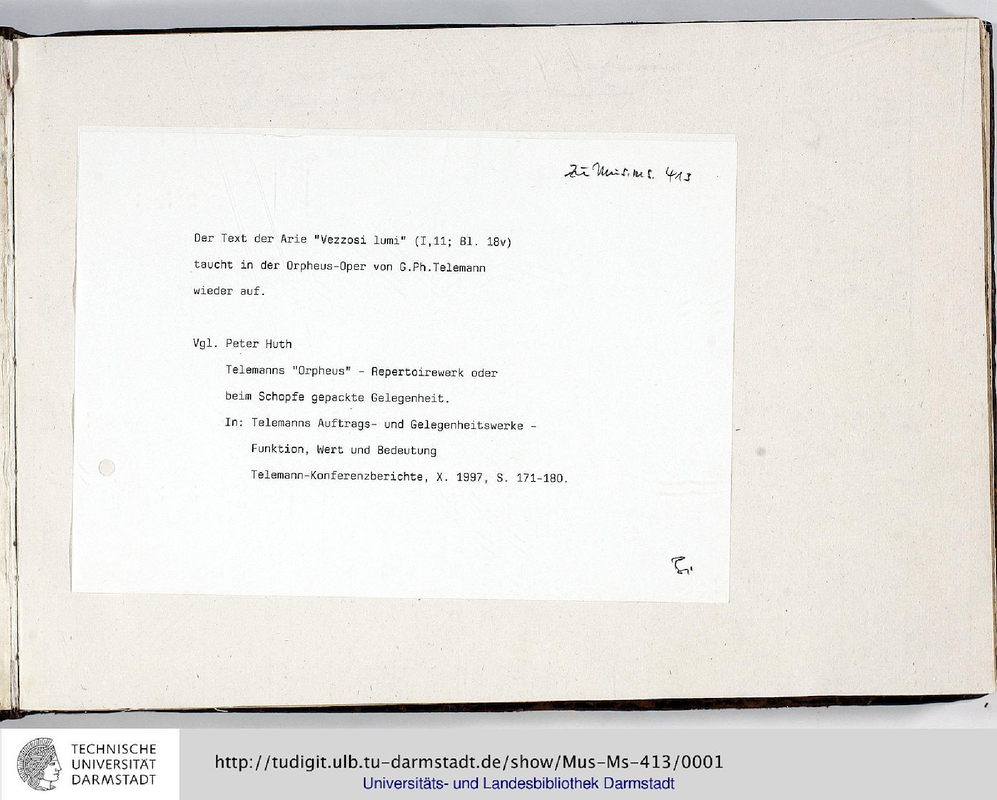 Zu Mus. ms. 413
Der Text der Arie "Vezzosi lumi" (I,11; Bl. 18v)
taucht in der Orpheus-Oper von G.Ph.Telemann
wieder auf.
Vgl. Peter Huth
Telemanns "Orpheus" - Repertoirewerk oder
beim Schopfe gepackte Gelegenheit.
In: Telemanns Auftrags- und Gelegenheitswerke -
Funktion, Wert und Bedeutung
Telemann-Konferenzberichte, X. 1997, S. 171-180.
TECHNISCHE
UNIVERSITÄT
DARMSTADT
http://tudigit.ulb.tu-darmstadt.de/show/Mus-Ms-413/0001
Universitäts- und Landesbibliothek Darmstadt